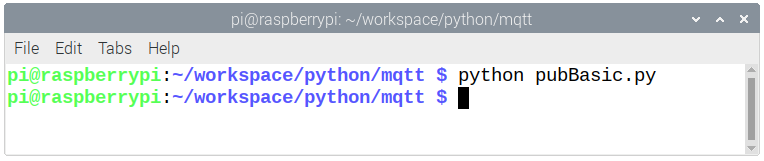 pi@raspberrypi: ~/workspace/python/mqtt
File Edit Tabs Help
pi@raspberrypi:~/workspace/python/mqtt $ python pubBasic.py
pi@raspberrypi:~/workspace/python/mqtt $